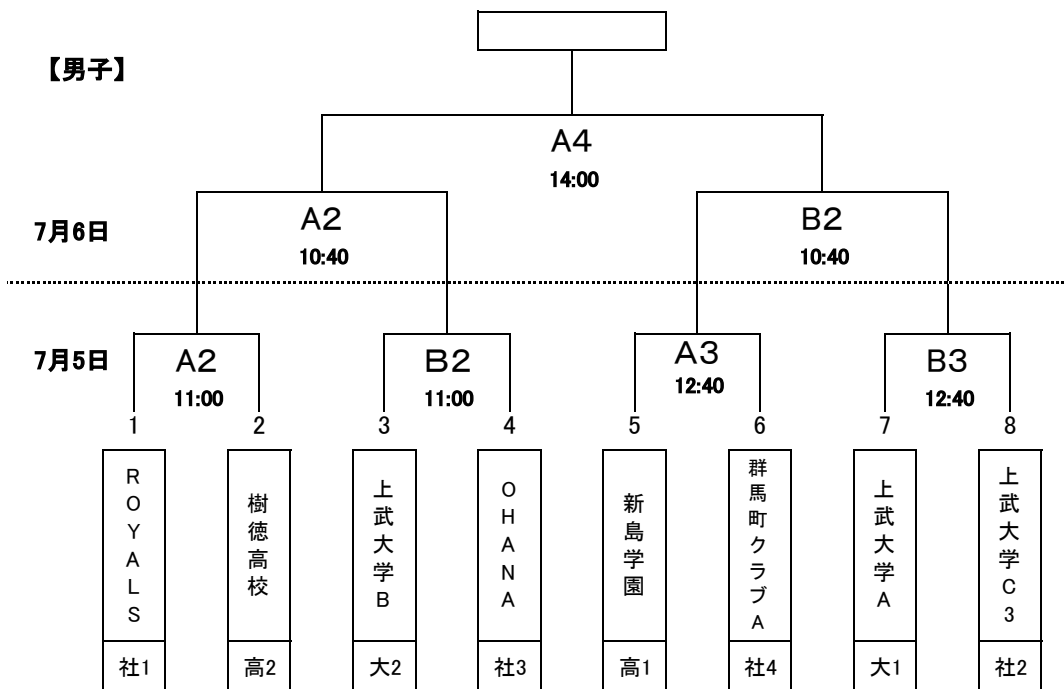 【男子】
A4
14:00
7月6日
A2
10:40
B2
10:40
7月5日
A2
11:00
B2
11:00
A3
12:40
B3
12:40
1 2 3 4 5 6 7 8
ROYALS
樹徳高校
上武大学B
OHANA
新島学園
群馬町クラブA
上武大学A
上武大学C3
社1 高2 大2 社3 高1 社4 大1 社2